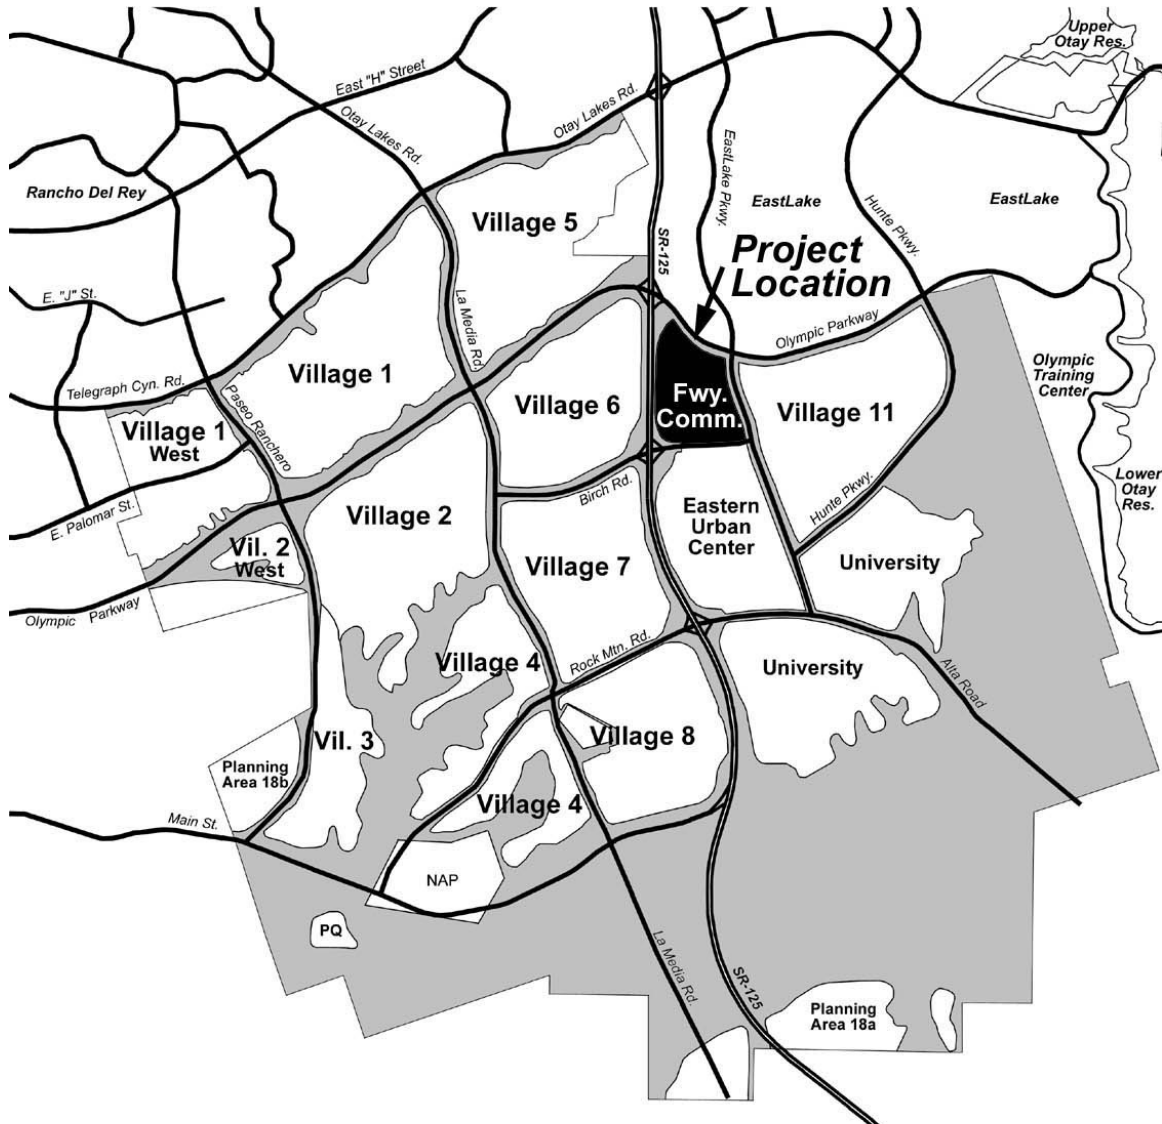 Upper
Otay Res.
East "H" Street
Otay Lakes Rd.
Otay Lakes Rd.
EastLake Pkwy.
Rancho Del Rey
EastLake
EastLake
Hunte Pkwy.
Village 5
SR-125
Project
Location
E. "J" St.
La Media Rd.
Olympic Parkway
Village 1
Telegraph Cyn. Rd.
Paseo Ranchero
Olympic
Training
Center
Fwy.
Comm.
Village 6
Village 11
Village 1
West
Lower
Otay
Res.
E. Palomar St.
Birch Rd.
Hunte Pkwy.
Village 2
Eastern
Urban
Center
Vil. 2
West
Village 7
University
Olympic Parkway
Rock Mtn. Rd.
Village 4
University
Alta Road
Vil. 3
Village 8
Planning
Area 18b
Village 4
Main St.
NAP
PQ
La Media Rd.
SR-125
Planning
Area 18a